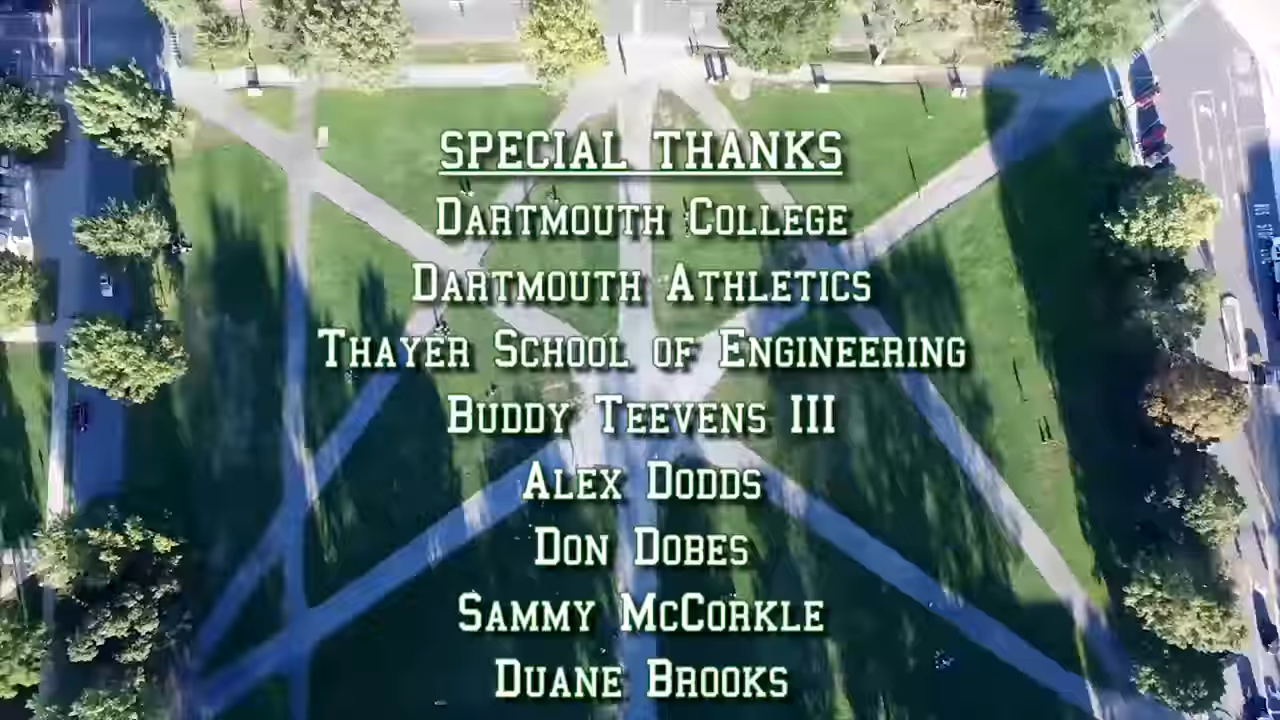 SPECIAL THANKS
DARTMOUTH COLLEGE
DARTMOUTH ATHLETICS
THAYER SCHOOL OF ENGINEERING
BUDDY TEEVENS III
ALEX DODDS
DON DOBES
SAMMY MCCORKLE
DUANE BROOKS